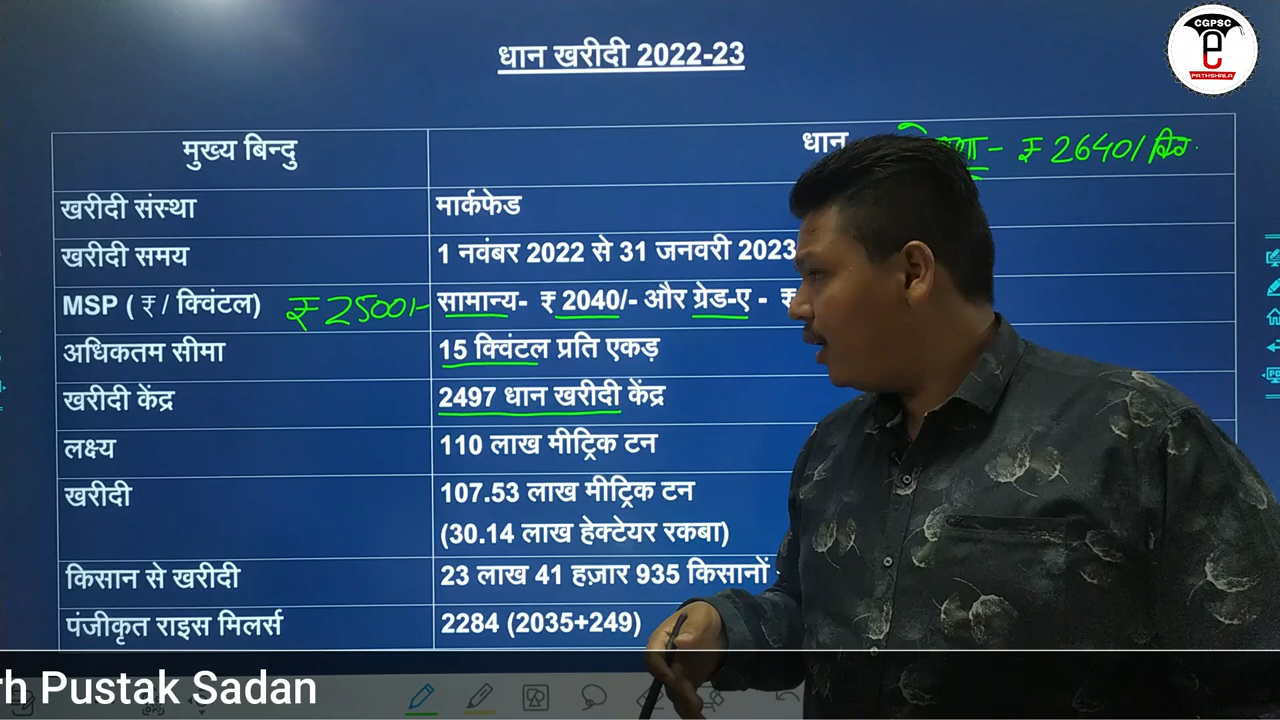 CGPSC
e
PATHSHALA
धान खरीदी 2022-23
मुख्य बिन्दु धान - ₹ 2640/ क्वि.
खरीदी संस्था मार्कफेड
खरीदी समय 1 नवंबर 2022 से 31 जनवरी 2023
MSP ( ₹ / क्विंटल) ₹ 2500/- सामान्य- ₹ 2040/- और ग्रेड-ए - ₹
अधिकतम सीमा 15 क्विंटल प्रति एकड़
खरीदी केंद्र 2497 धान खरीदी केंद्र
लक्ष्य 110 लाख मीट्रिक टन
खरीदी 107.53 लाख मीट्रिक टन
(30.14 लाख हेक्टेयर रकबा)
किसान से खरीदी 23 लाख 41 हज़ार 935 किसानों
पंजीकृत राइस मिलर्स 2284 (2035+249)
rh Pustak Sadan